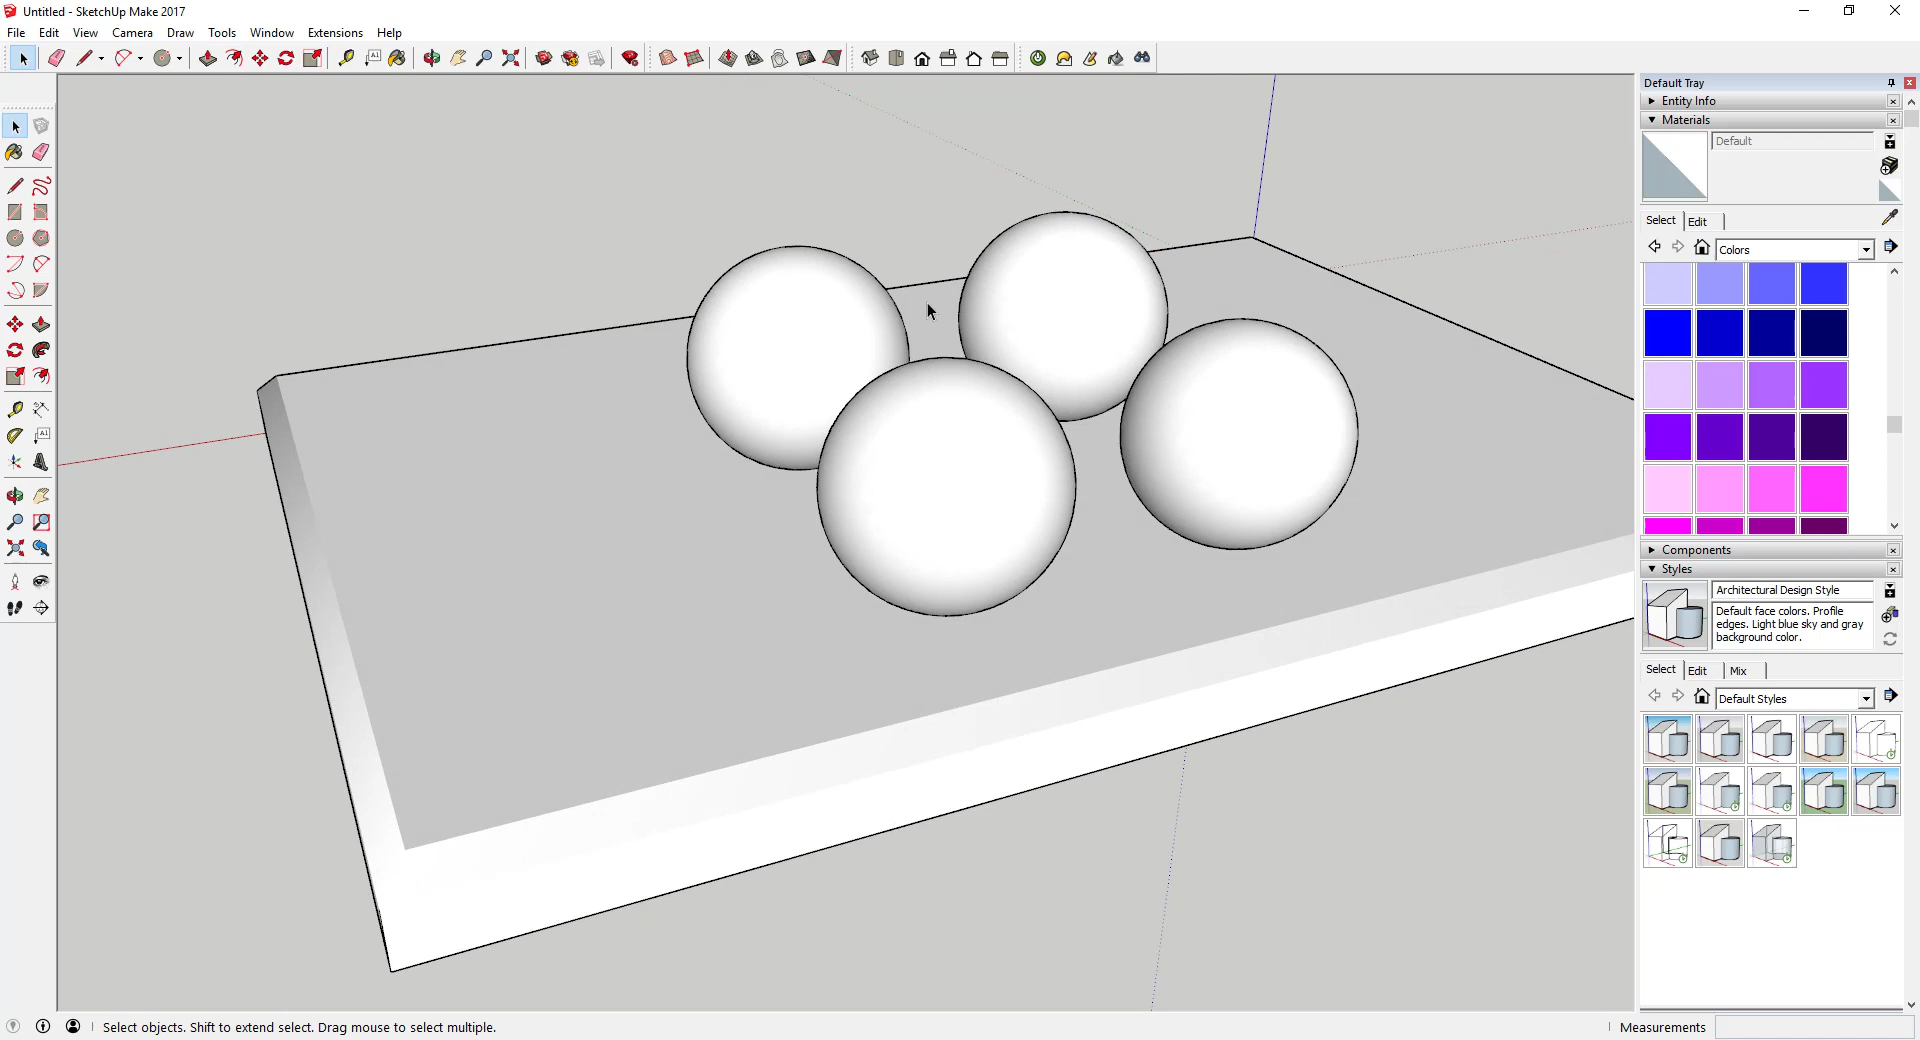 Untitled - SketchUp Make 2017
File Edit View Camera Draw Tools Window Extensions Help
Default Tray
Entity Info
Materials
Default
Select Edit
Colors
Components
Styles
Architectural Design Style
Default face colors. Profile
edges. Light blue sky and gray
background color.
Select Edit Mix
Default Styles
Select objects. Shift to extend select. Drag mouse to select multiple.
Measurements